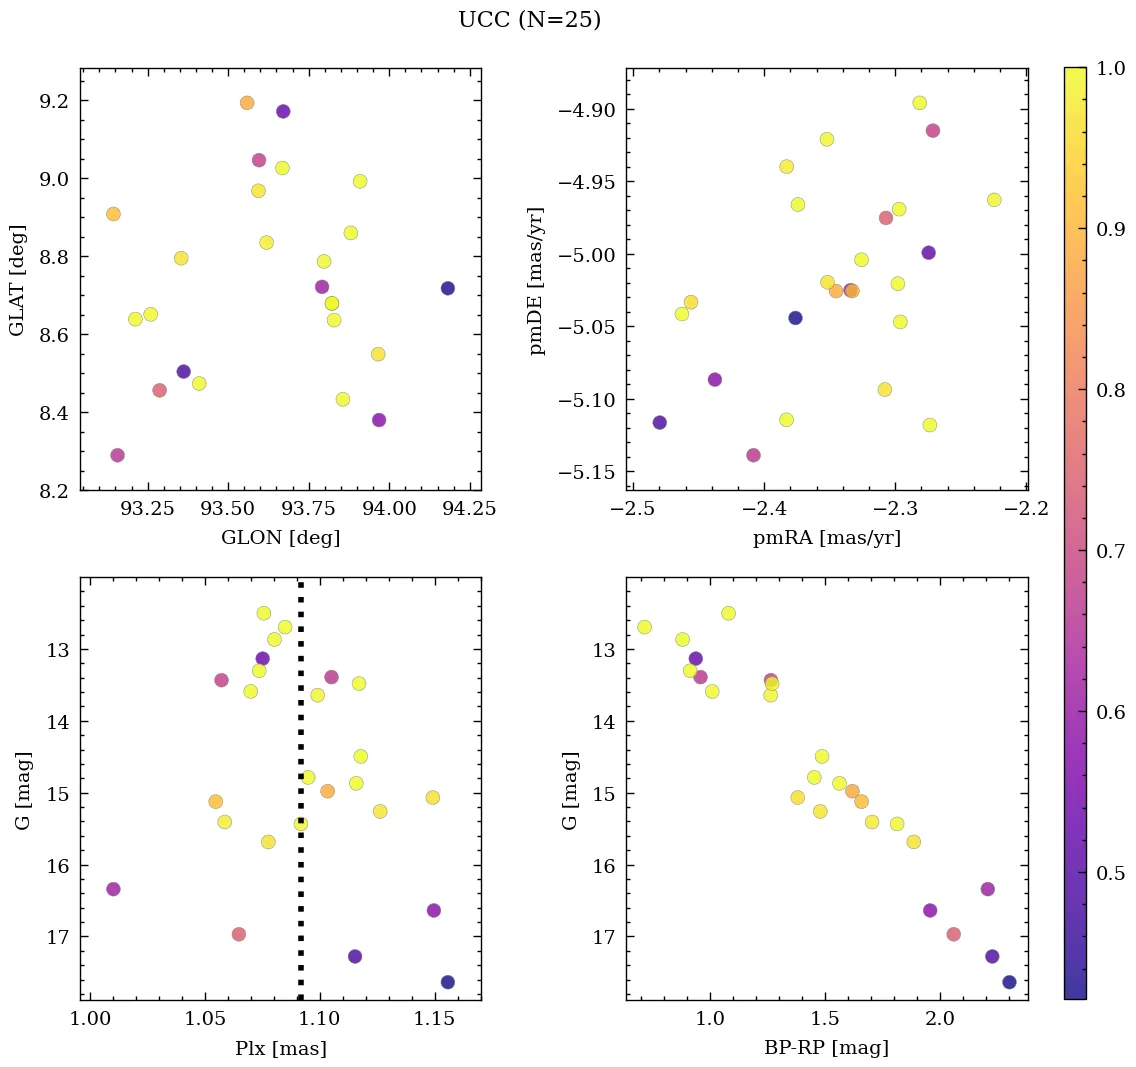 UCC (N=25)
9.2
9.0
8.8
8.6
8.4
8.2
GLAT [deg]
93.25 93.50 93.75 94.00 94.25
GLON [deg]
−4.90
−4.95
−5.00
−5.05
−5.10
−5.15
pmDE [mas/yr]
−2.5 −2.4 −2.3 −2.2
pmRA [mas/yr]
13
14
15
16
17
G [mag]
1.00 1.05 1.10 1.15
Plx [mas]
13
14
15
16
17
G [mag]
1.0 1.5 2.0
BP-RP [mag]
1.0
0.9
0.8
0.7
0.6
0.5